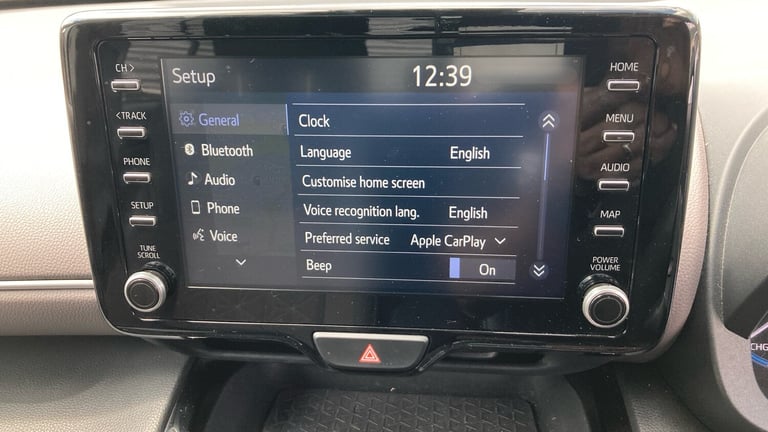 CH >
< TRACK
PHONE
SETUP
TUNE
SCROLL
Setup 12:39
General
Bluetooth
Audio
Phone
Voice
Clock
Language English
Customise home screen
Voice recognition lang. English
Preferred service Apple CarPlay
Beep On
HOME
MENU
AUDIO
MAP
POWER
VOLUME
CHG